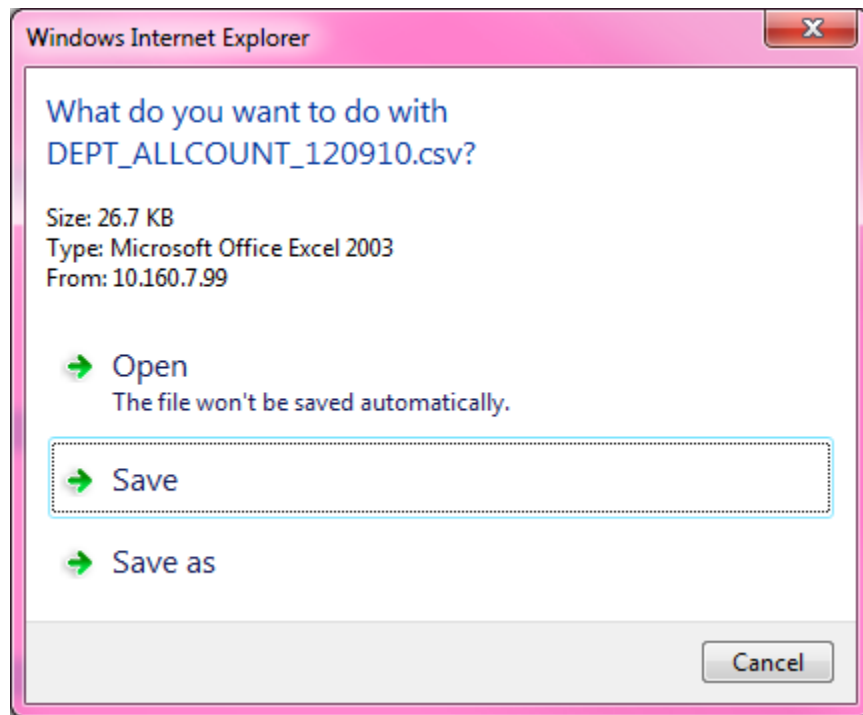 Windows Internet Explorer
What do you want to do with
DEPT_ALLCOUNT_120910.csv?
Size: 26.7 KB
Type: Microsoft Office Excel 2003
From: 10.160.7.99
Open
The file won't be saved automatically.
Save
Save as
Cancel